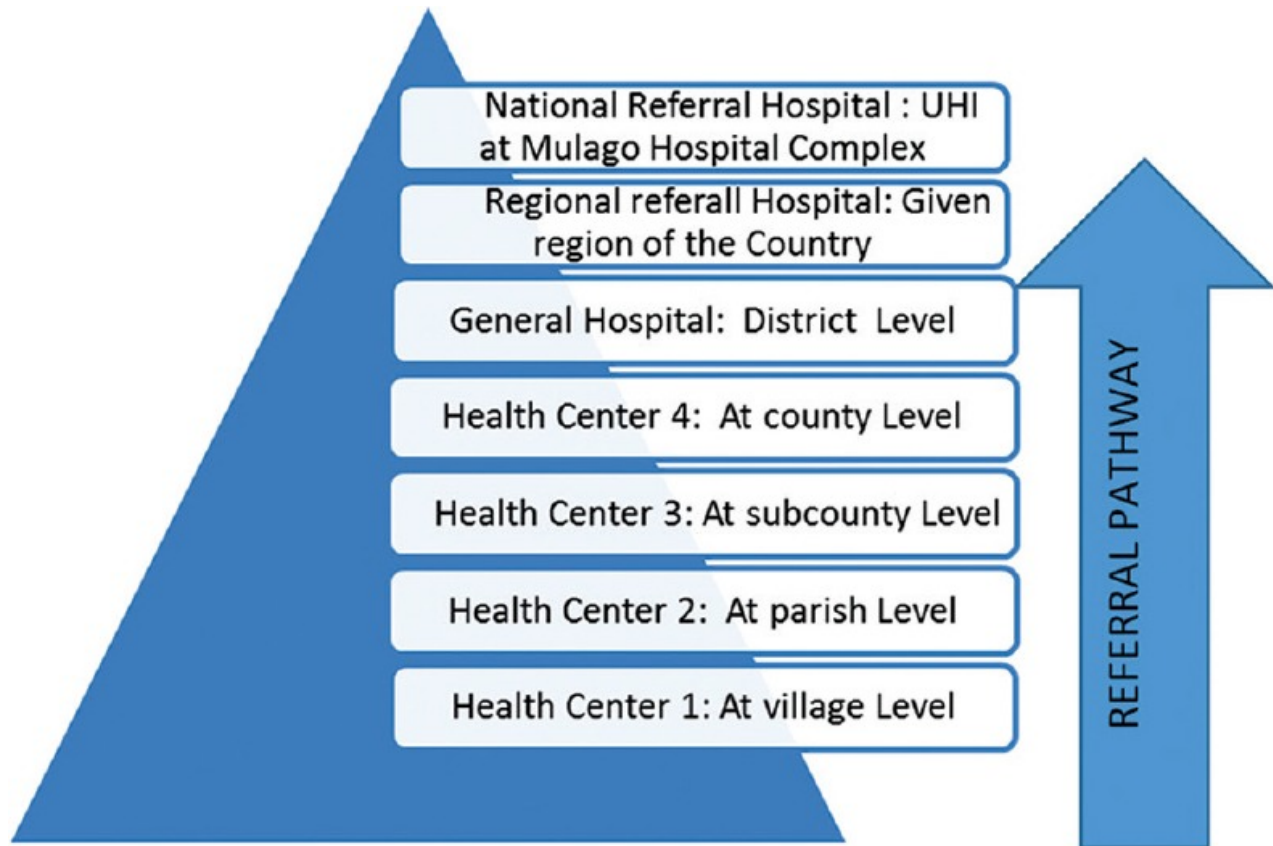 National Referral Hospital : UHI
at Mulago Hospital Complex
Regional referall Hospital: Given
region of the Country
General Hospital: District Level
Health Center 4: At county Level
Health Center 3: At subcounty Level
Health Center 2: At parish Level
Health Center 1: At village Level
REFERRAL PATHWAY